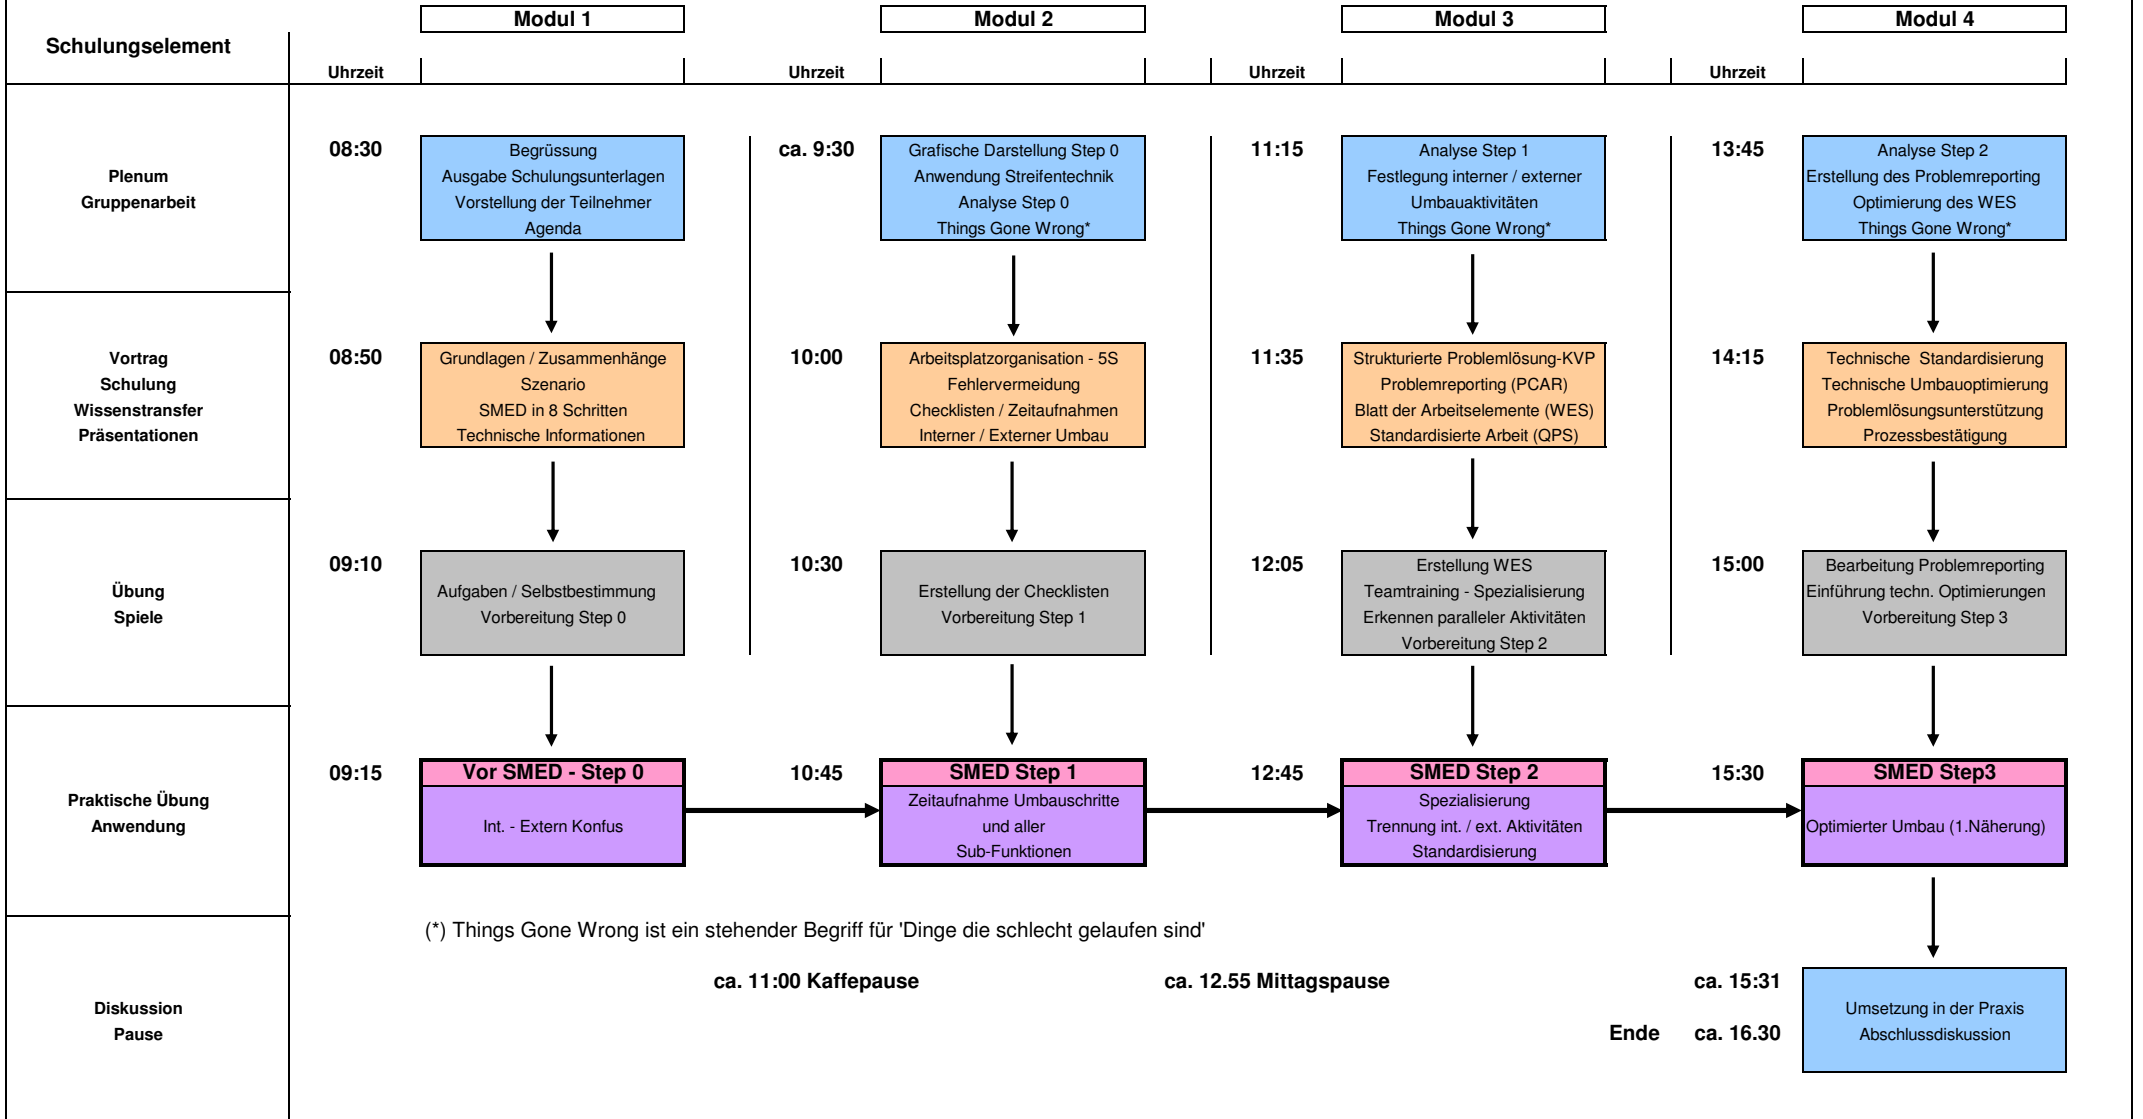 Modul 1
Modul 2
Modul 3
Modul 4
Schulungselement
Uhrzeit
Uhrzeit
Uhrzeit
Uhrzeit
Plenum
Gruppenarbeit
08:30
Begrüssung
Ausgabe Schulungsunterlagen
Vorstellung der Teilnehmer
Agenda
ca. 9:30
Grafische Darstellung Step 0
Anwendung Streifentechnik
Analyse Step 0
Things Gone Wrong*
11:15
Analyse Step 1
Festlegung interner / externer
Umbauaktivitäten
Things Gone Wrong*
13:45
Analyse Step 2
Erstellung des Problemreporting
Optimierung des WES
Things Gone Wrong*
Vortrag
Schulung
Wissenstransfer
Präsentationen
08:50
Grundlagen / Zusammenhänge
Szenario
SMED in 8 Schritten
Technische Informationen
10:00
Arbeitsplatzorganisation - 5S
Fehlervermeidung
Checklisten / Zeitaufnahmen
Interner / Externer Umbau
11:35
Strukturierte Problemlösung-KVP
Problemreporting (PCAR)
Blatt der Arbeitselemente (WES)
Standardisierte Arbeit (QPS)
14:15
Technische  Standardisierung
Technische Umbauoptimierung
Problemlösungsunterstützung
Prozessbestätigung
Übung
Spiele
09:10
Aufgaben / Selbstbestimmung
Vorbereitung Step 0
10:30
Erstellung der Checklisten
Vorbereitung Step 1
12:05
Erstellung WES
Teamtraining - Spezialisierung
Erkennen paralleler Aktivitäten
Vorbereitung Step 2
15:00
Bearbeitung Problemreporting
Einführung techn. Optimierungen
Vorbereitung Step 3
Praktische Übung
Anwendung
09:15
Vor SMED - Step 0
Int. - Extern Konfus
10:45
SMED Step 1
Zeitaufnahme Umbauschritte
und aller
Sub-Funktionen
12:45
SMED Step 2
Spezialisierung
Trennung int. / ext. Aktivitäten
Standardisierung
15:30
SMED Step3
Optimierter Umbau (1.Näherung)
(*) Things Gone Wrong ist ein stehender Begriff für 'Dinge die schlecht gelaufen sind'
Diskussion
Pause
ca. 11:00 Kaffepause
ca. 12.55 Mittagspause
ca. 15:31
Ende
ca. 16.30
Umsetzung in der Praxis
Abschlussdiskussion